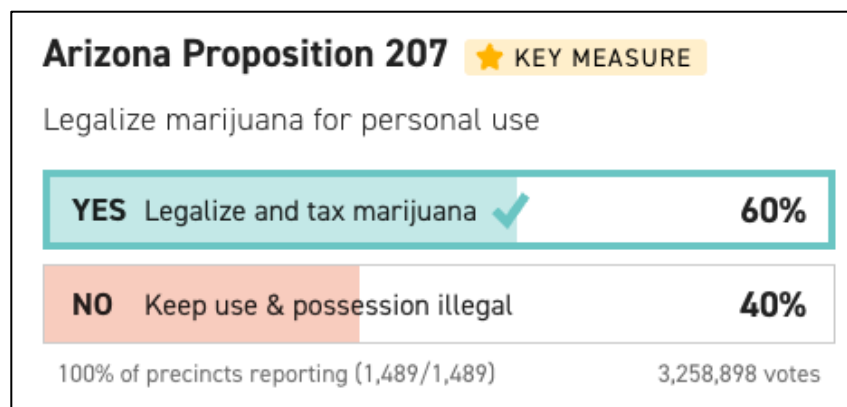 Arizona Proposition 207 KEY MEASURE
Legalize marijuana for personal use
YES Legalize and tax marijuana 60%
NO Keep use & possession illegal 40%
100% of precincts reporting (1,489/1,489) 3,258,898 votes